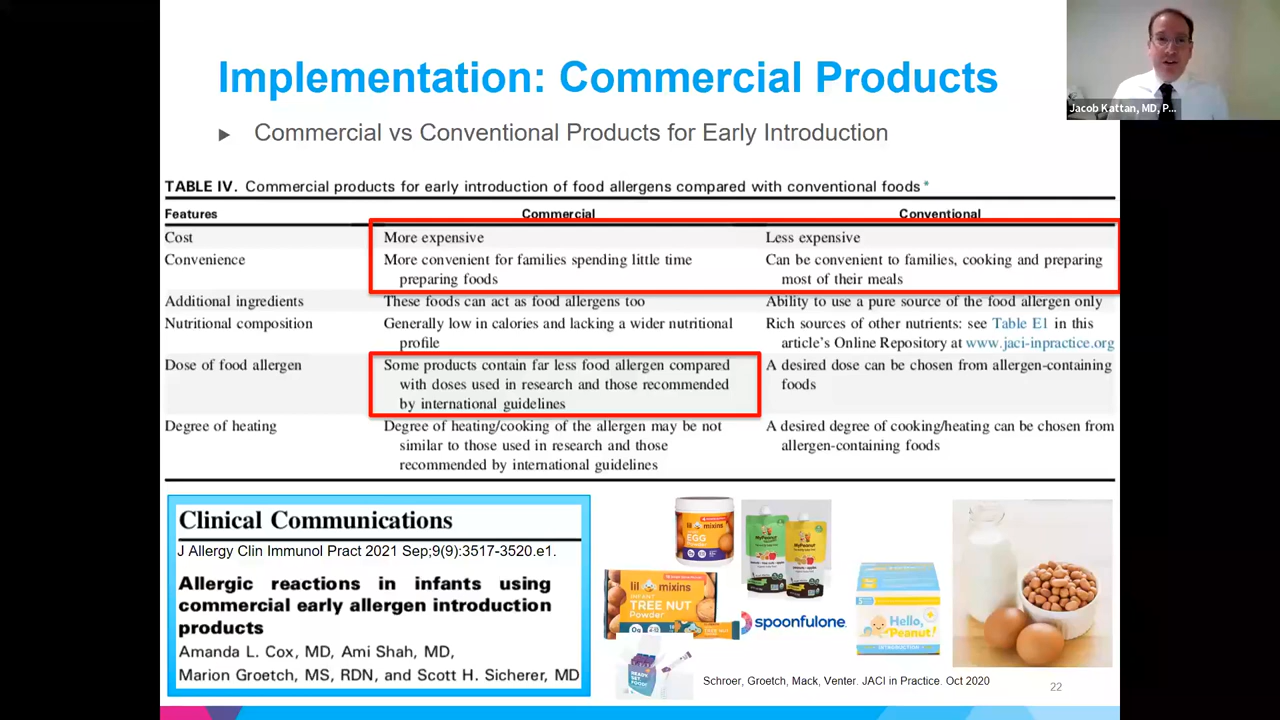 Implementation: Commercial Products
Jacob Kattan, MD, P...
Commercial vs Conventional Products for Early Introduction
TABLE IV. Commercial products for early introduction of food allergens compared with conventional foods*
Features Commercial Conventional
Cost More expensive Less expensive
Convenience More convenient for families spending little time Can be convenient to families, cooking and preparing
preparing foods most of their meals
Additional ingredients These foods can act as food allergens too Ability to use a pure source of the food allergen only
Nutritional composition Generally low in calories and lacking a wider nutritional Rich sources of other nutrients: see Table E1 in this
profile article's Online Repository at www.jaci-inpractice.org
Dose of food allergen Some products contain far less food allergen compared A desired dose can be chosen from allergen-containing
with doses used in research and those recommended foods
by international guidelines
Degree of heating Degree of heating/cooking of the allergen may be not A desired degree of cooking/heating can be chosen from
similar to those used in research and those allergen-containing foods
recommended by international guidelines
Clinical Communications
J Allergy Clin Immunol Pract 2021 Sep;9(9):3517-3520.e1.
Allergic reactions in infants using
commercial early allergen introduction
products
Amanda L. Cox, MD, Ami Shah, MD,
Marion Groetch, MS, RDN, and Scott H. Sicherer, MD
lil mixins
EGG
Powder
MyPeanut
MyPeanut
lil mixins
INFANT
TREE NUT
Powder
spoonfulone
Hello,
Peanut!
INTRODUCTION
READY
SET
FOOD!
Schroer, Groetch, Mack, Venter. JACI in Practice. Oct 2020
22